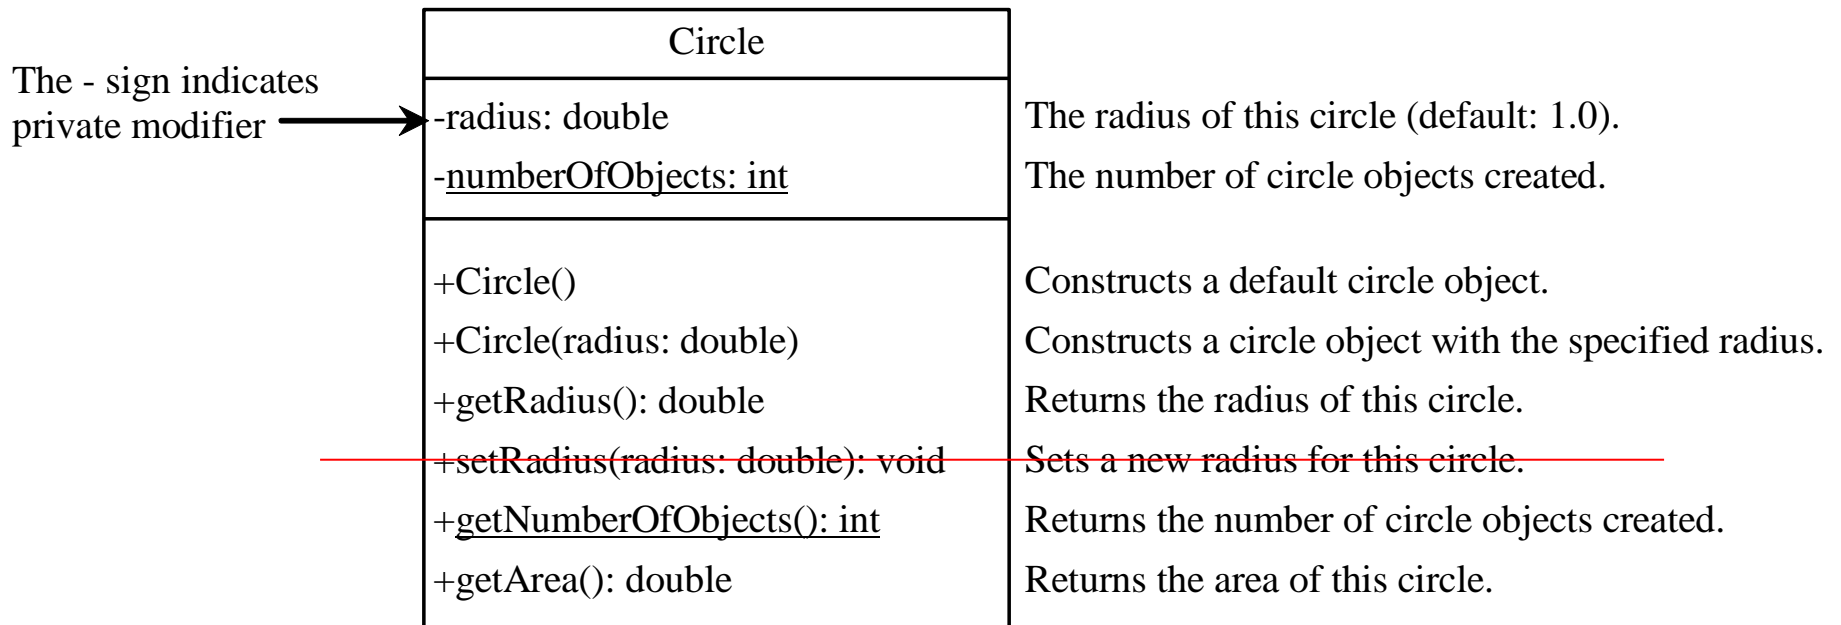 Circle
The - sign indicates
private modifier
-radius: double
The radius of this circle (default: 1.0).
-numberOfObjects: int
The number of circle objects created.
+Circle()
Constructs a default circle object.
+Circle(radius: double)
Constructs a circle object with the specified radius.
+getRadius(): double
Returns the radius of this circle.
+setRadius(radius: double): void
Sets a new radius for this circle.
+getNumberOfObjects(): int
Returns the number of circle objects created.
+getArea(): double
Returns the area of this circle.